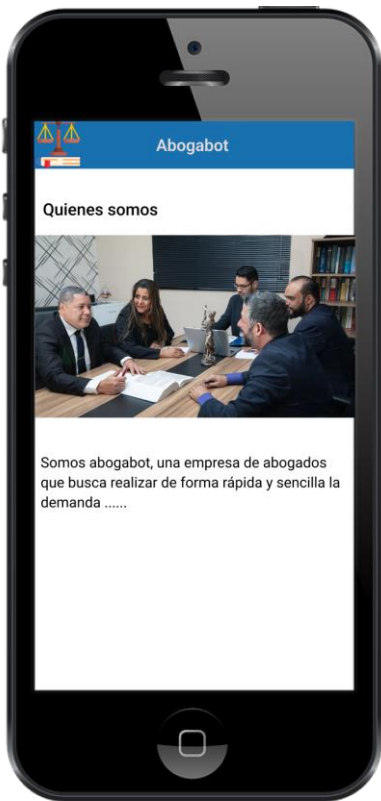 Abogabot
Quienes somos
Somos abogabot, una empresa de abogados
que busca realizar de forma rápida y sencilla la
demanda ......